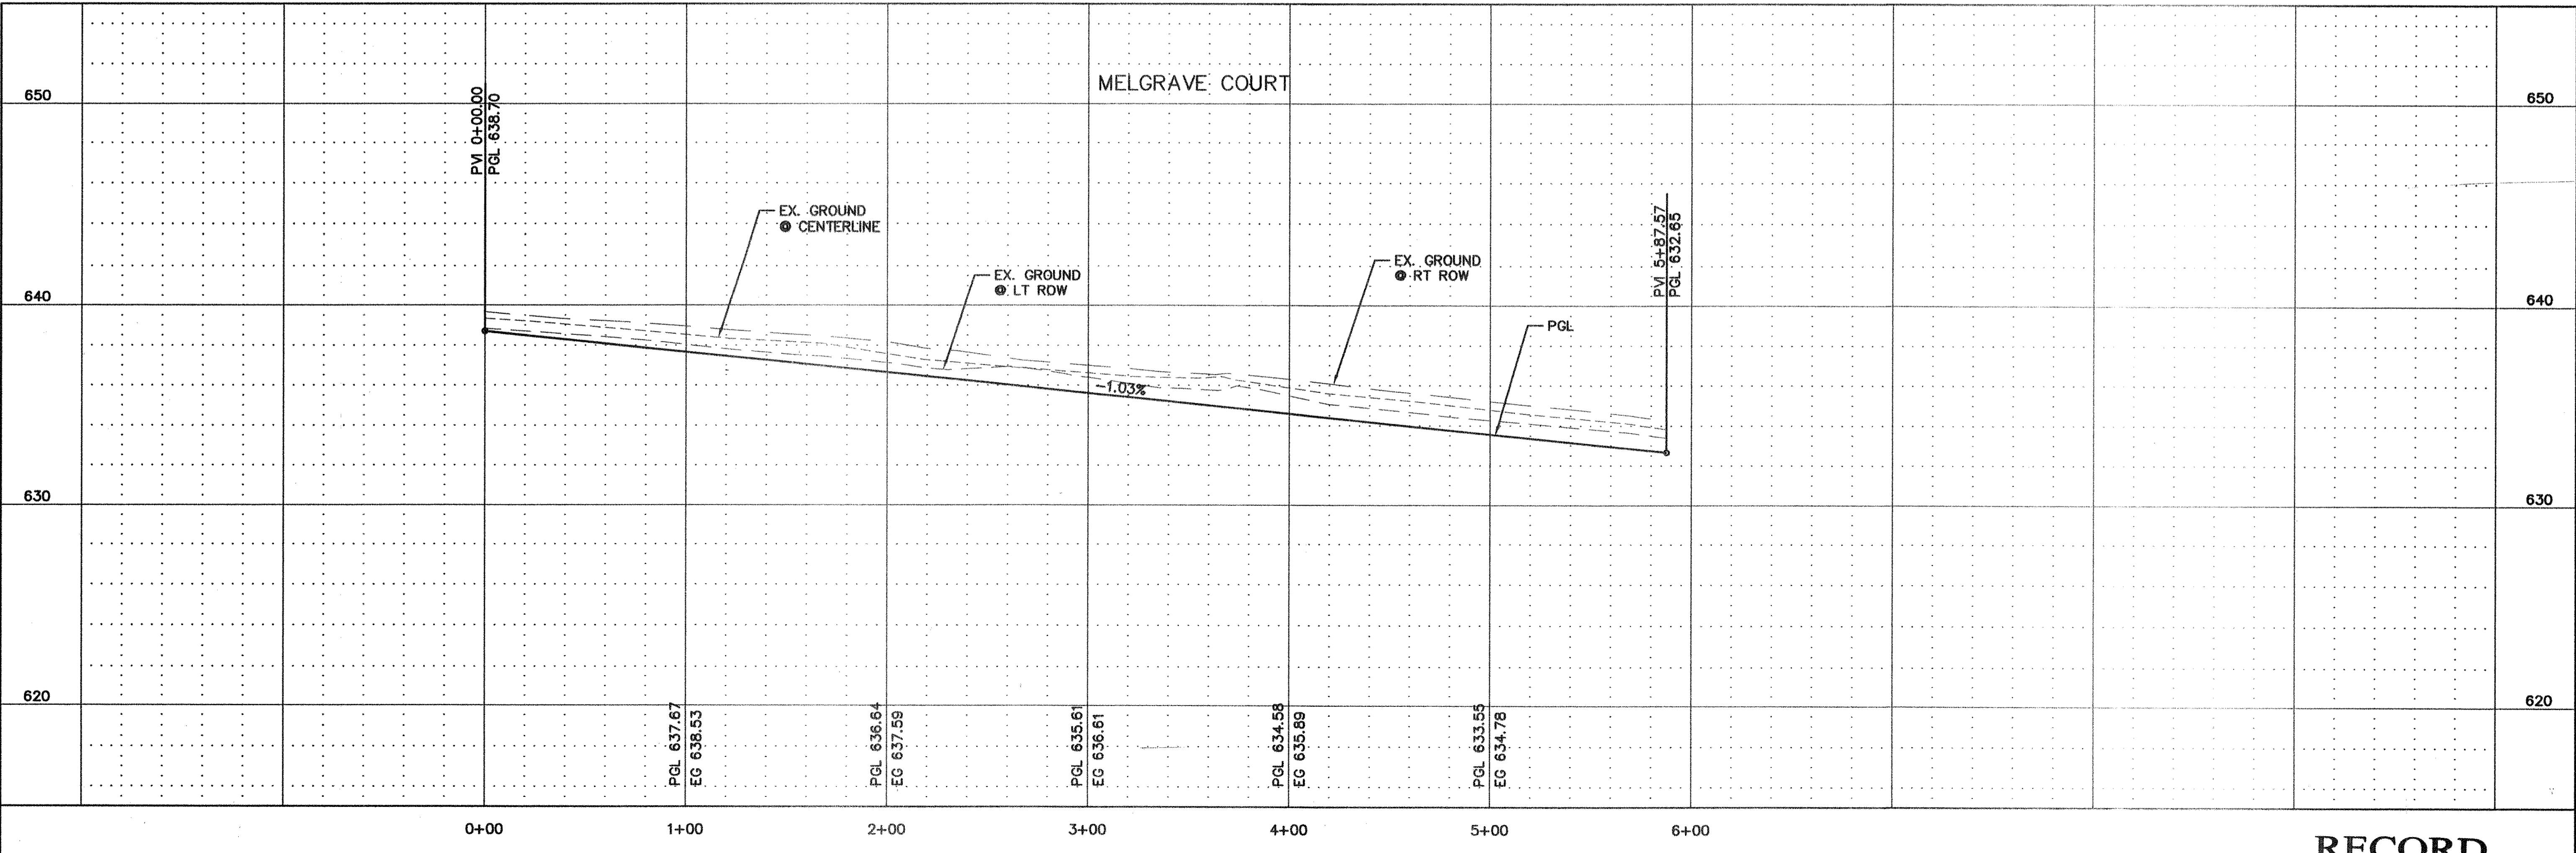 MELGRAVE COURT
650
650
PVI 0+00.00
PGL 638.70
EX. GROUND
@ CENTERLINE
EX. GROUND
@ LT ROW
EX. GROUND
@ RT ROW
PVI 5+87.57
PGL 632.65
640
640
PGL
-1.03%
630
630
620
620
PGL 637.67
EG 638.53
PGL 636.64
EG 637.59
PGL 635.61
EG 636.61
PGL 634.58
EG 635.89
PGL 633.55
EG 634.78
0+00
1+00
2+00
3+00
4+00
5+00
6+00
RECORD